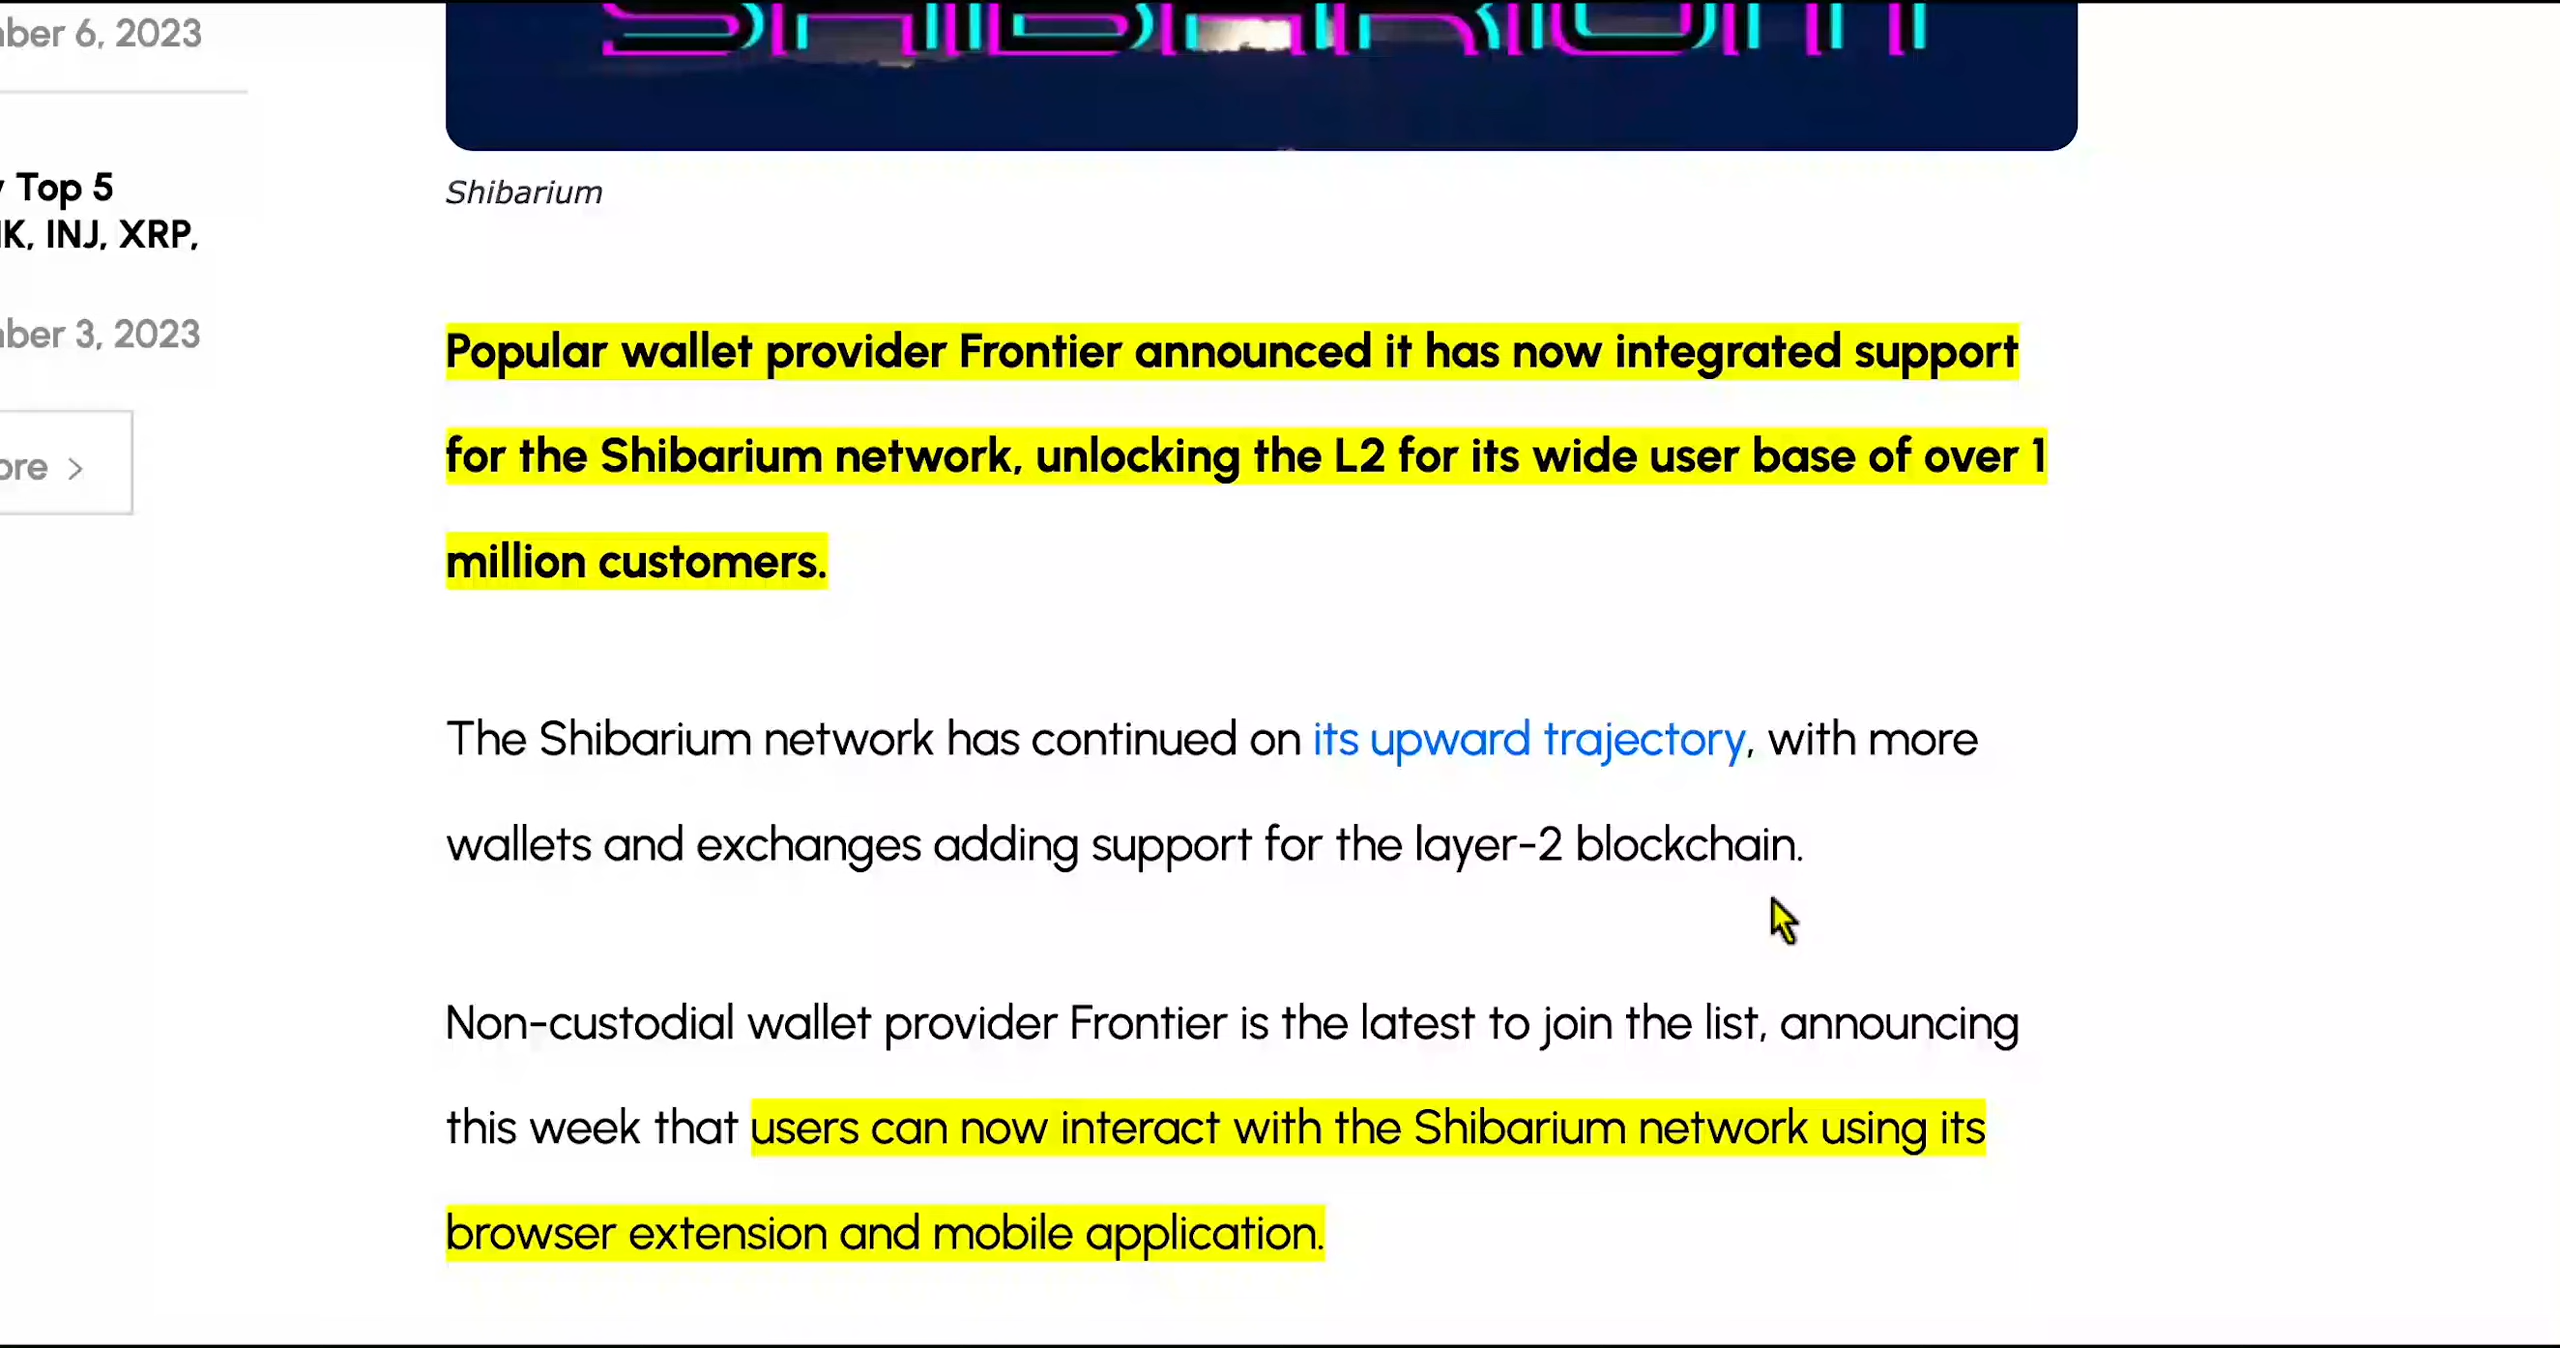 6, 2023
Top 5
INJ, XRP,
3, 2023
SHIBARIUM
Shibarium
Popular wallet provider Frontier announced it has now integrated support
for the Shibarium network, unlocking the L2 for its wide user base of over 1
million customers.
The Shibarium network has continued on its upward trajectory, with more
wallets and exchanges adding support for the layer-2 blockchain.
Non-custodial wallet provider Frontier is the latest to join the list, announcing
this week that users can now interact with the Shibarium network using its
browser extension and mobile application.